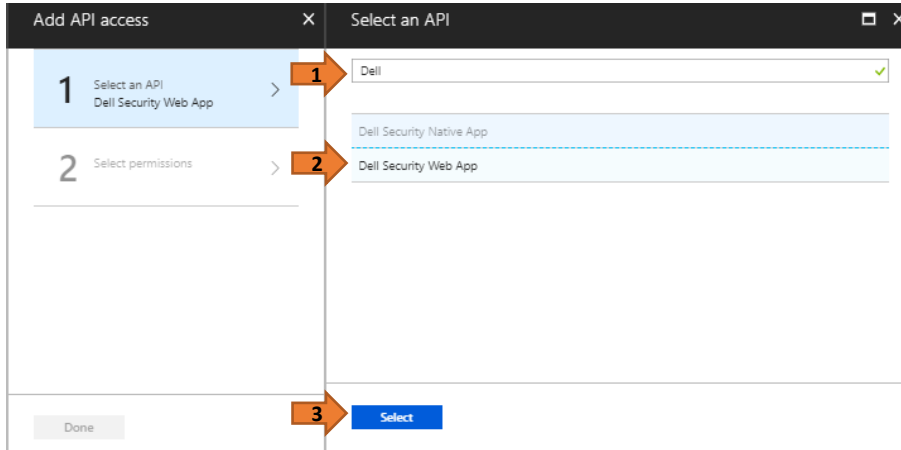 Add API access
Select an API
1
Select an API
Dell Security Web App
2
Select permissions
Done
1
Dell
Dell Security Native App
2
Dell Security Web App
3
Select